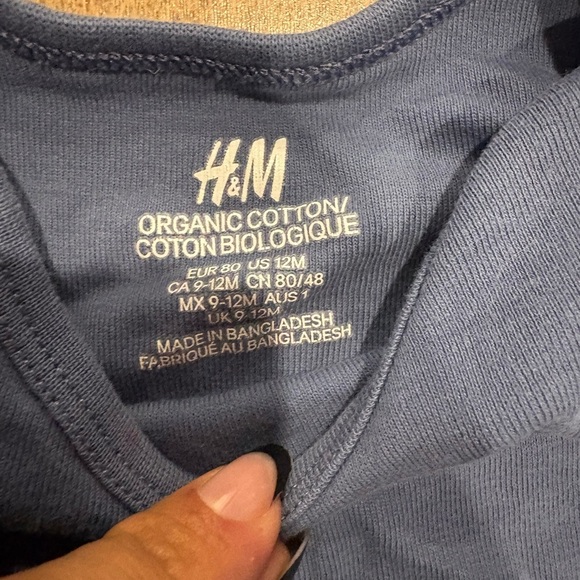 H&M
ORGANIC COTTON/
COTON BIOLOGIQUE
EUR 80 US 12M
CA 9-12M CN 80/48
MX 9-12M AUS 1
UK 9-12M
MADE IN BANGLADESH
FABRIQUÉ AU BANGLADESH